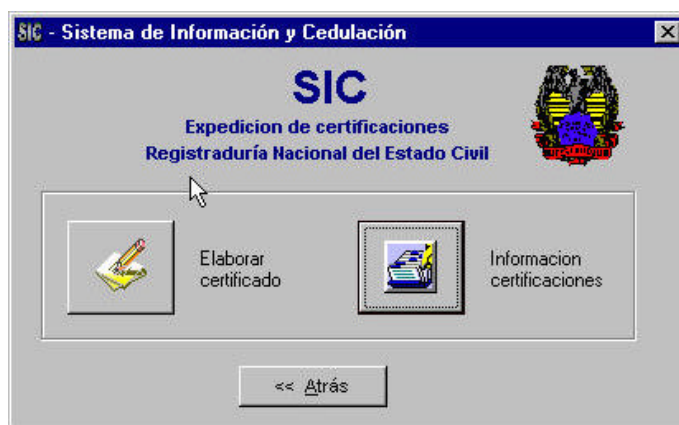 SIC - Sistema de Información y Cedulación
SIC
Expedicion de certificaciones
Registraduría Nacional del Estado Civil
Elaborar
certificado
Informacion
certificaciones
<< Atrás